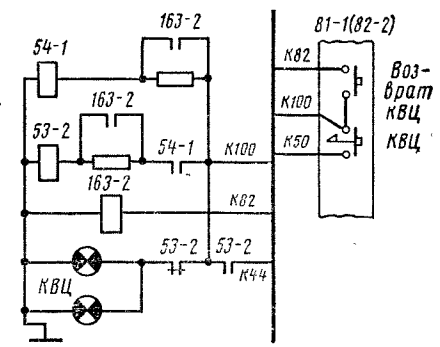 163-2
81-1(82-2)
54-1
К82
Воз-
врат
КВЦ
163-2
К100
КВЦ
53-2
54-1
К100
К50
163-2
К82
53-2
53-2
КВЦ
К44